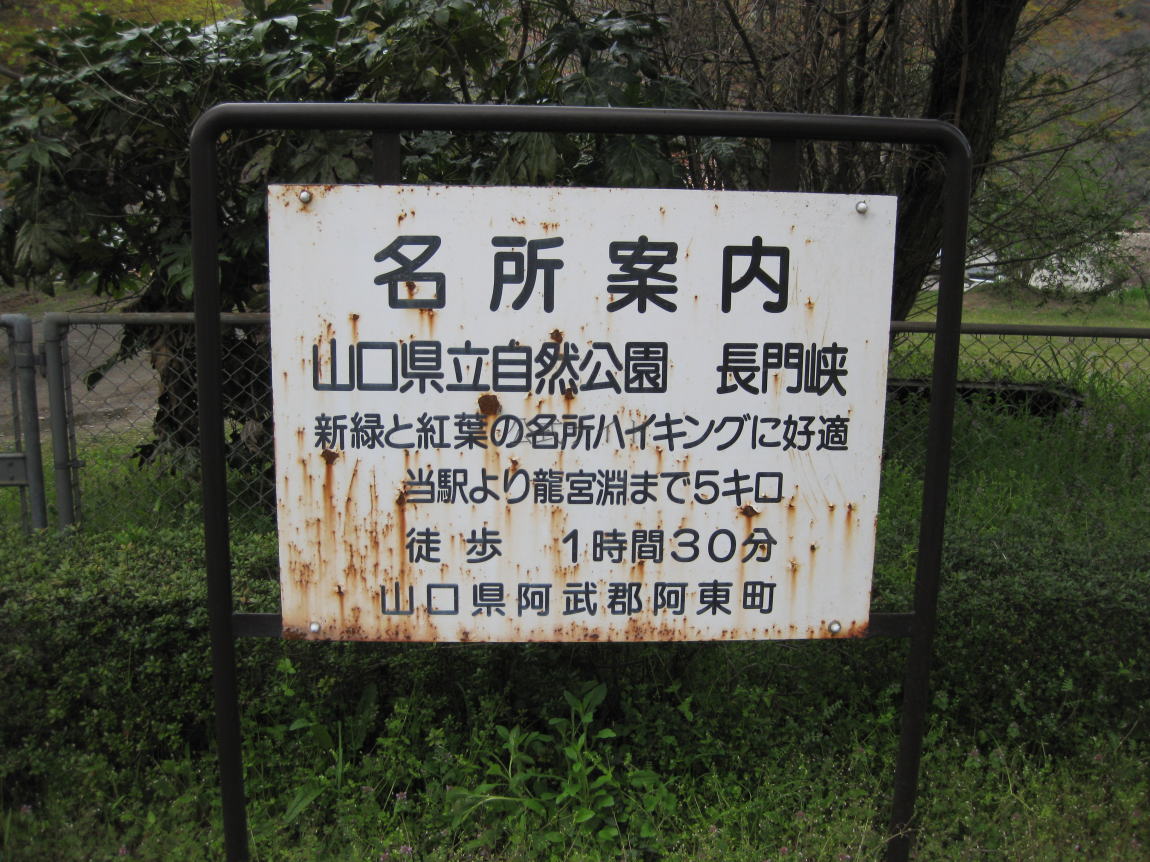 名所案内
山口県立自然公園　長門峡
新緑と紅葉の名所ハイキングに好適
当駅より龍宮淵まで5キロ
徒歩　1時間30分
山口県阿武郡阿東町